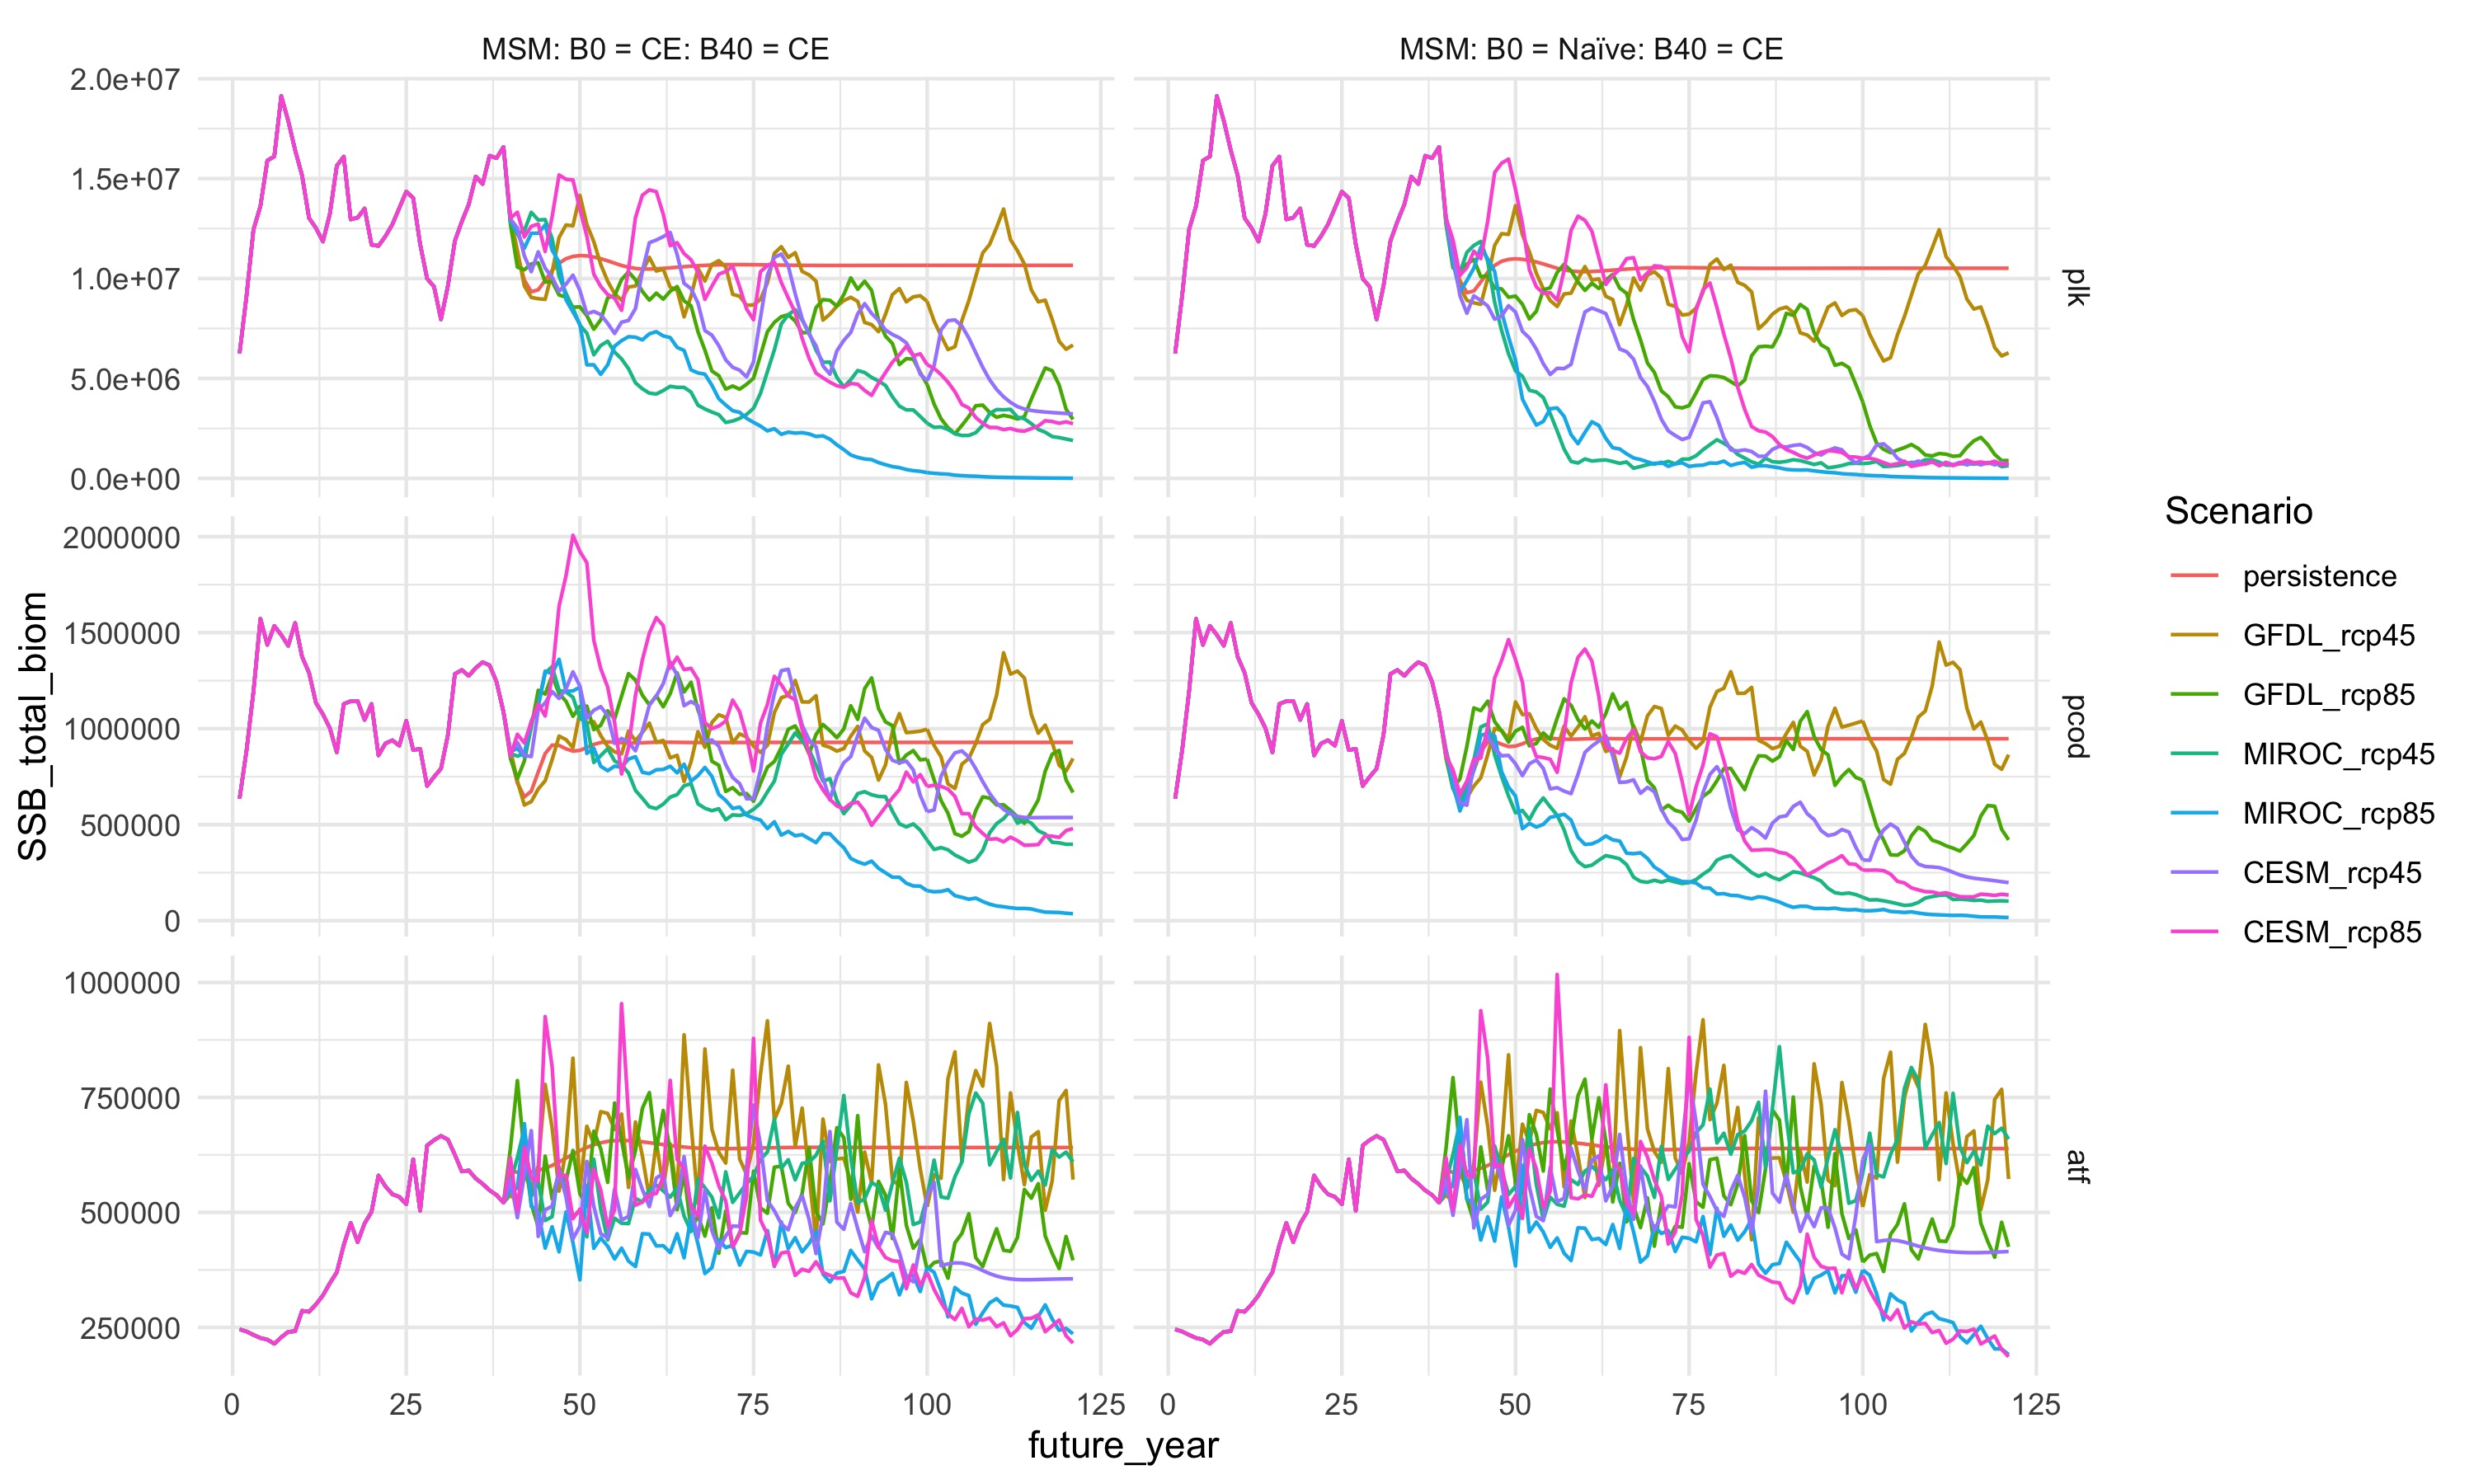 MSM: B0 = CE: B40 = CE
MSM: B0 = Naïve: B40 = CE
2.0e+07
1.5e+07
1.0e+07
5.0e+06
0.0e+00
plk
2000000
1500000
1000000
500000
0
pcod
1000000
750000
500000
250000
atf
SSB_total_biom
0 25 50 75 100 125
0 25 50 75 100 125
future_year
Scenario
persistence
GFDL_rcp45
GFDL_rcp85
MIROC_rcp45
MIROC_rcp85
CESM_rcp45
CESM_rcp85